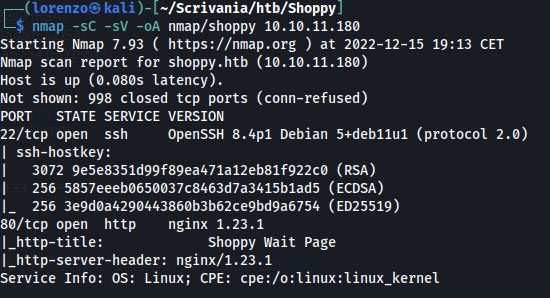 ┌──(lorenzo㉿kali)-[~/Scrivania/htb/Shoppy]
└─$ nmap -sC -sV -oA nmap/shoppy 10.10.11.180
Starting Nmap 7.93 ( https://nmap.org ) at 2022-12-15 19:13 CET
Nmap scan report for shoppy.htb (10.10.11.180)
Host is up (0.080s latency).
Not shown: 998 closed tcp ports (conn-refused)
PORT   STATE SERVICE VERSION
22/tcp open  ssh     OpenSSH 8.4p1 Debian 5+deb11u1 (protocol 2.0)
| ssh-hostkey:
|   3072 9e5e8351d99f89ea471a12eb81f922c0 (RSA)
|   256 5857eeeb0650037c8463d7a3415b1ad5 (ECDSA)
|_  256 3e9d0a4290443860b3b62ce9bd9a6754 (ED25519)
80/tcp open  http    nginx 1.23.1
|_http-title:             Shoppy Wait Page
|_http-server-header: nginx/1.23.1
Service Info: OS: Linux; CPE: cpe:/o:linux:linux_kernel